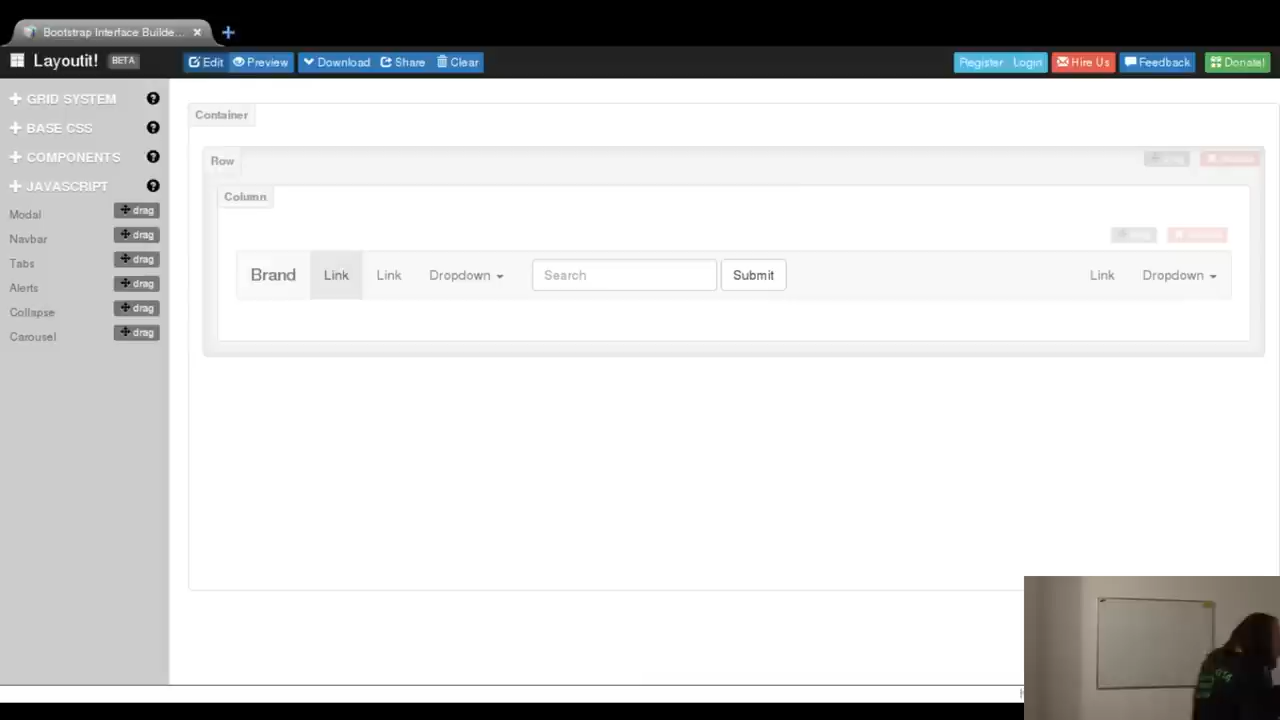 Bootstrap Interface Builde...
Layoutit! BETA
Edit Preview Download Share Clear
Register Login Hire Us Feedback Donate!
GRID SYSTEM
BASE CSS
COMPONENTS
JAVASCRIPT
Modal drag
Navbar drag
Tabs drag
Alerts drag
Collapse drag
Carousel drag
Container
Row
Column
Brand Link Link Dropdown Search Submit Link Dropdown